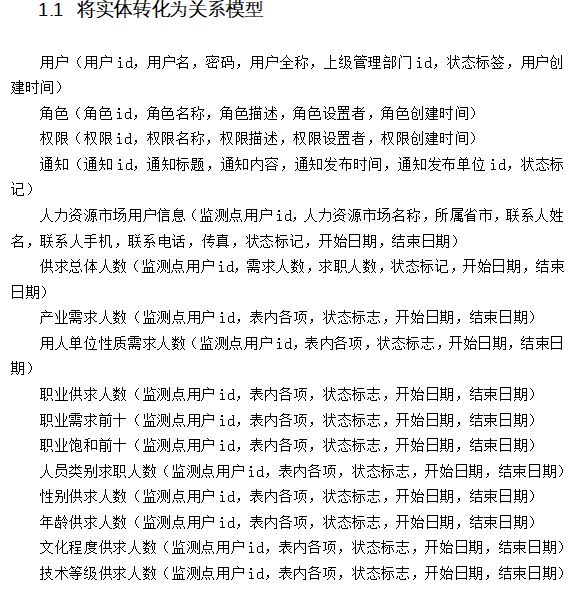 1.1 将实体转化为关系模型
用户（用户id，用户名，密码，用户全称，上级管理部门id，状态标签，用户创
建时间）
角色（角色id，角色名称，角色描述，角色设置者，角色创建时间）
权限（权限id，权限名称，权限描述，权限设置者，权限创建时间）
通知（通知id，通知标题，通知内容，通知发布时间，通知发布单位id，状态标
记）
人力资源市场用户信息（监测点用户id，人力资源市场名称，所属省市，联系人姓
名，联系人手机，联系电话，传真，状态标记，开始日期，结束日期）
供求总体人数（监测点用户id，需求人数，求职人数，状态标记，开始日期，结束
日期）
产业需求人数（监测点用户id，表内各项，状态标志，开始日期，结束日期）
用人单位性质需求人数（监测点用户id，表内各项，状态标志，开始日期，结束日
期）
职业供求人数（监测点用户id，表内各项，状态标志，开始日期，结束日期）
职业需求前十（监测点用户id，表内各项，状态标志，开始日期，结束日期）
职业饱和前十（监测点用户id，表内各项，状态标志，开始日期，结束日期）
人员类别求职人数（监测点用户id，表内各项，状态标志，开始日期，结束日期）
性别供求人数（监测点用户id，表内各项，状态标志，开始日期，结束日期）
年龄供求人数（监测点用户id，表内各项，状态标志，开始日期，结束日期）
文化程度供求人数（监测点用户id，表内各项，状态标志，开始日期，结束日期）
技术等级供求人数（监测点用户id，表内各项，状态标志，开始日期，结束日期）